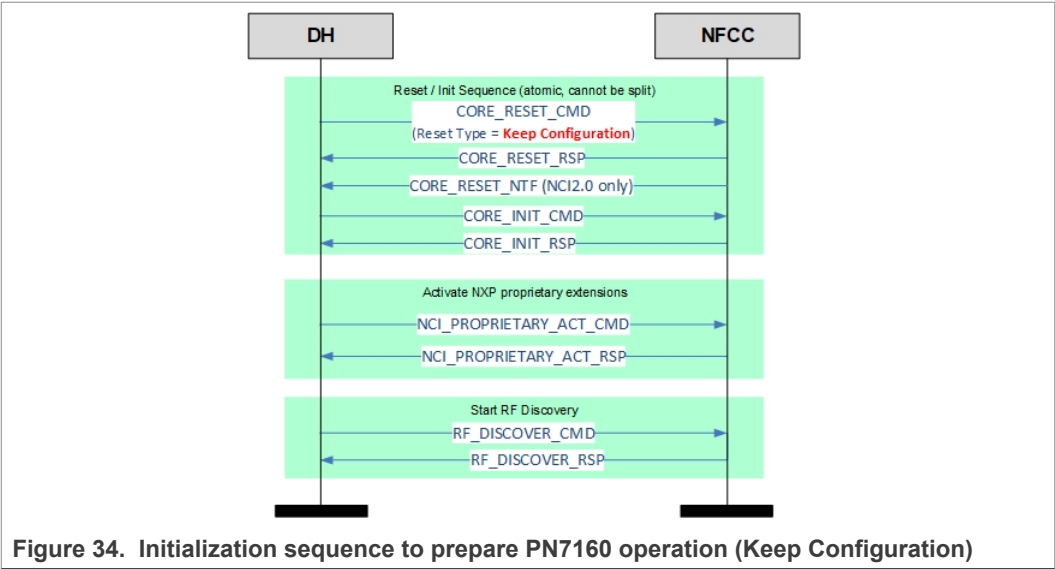 DH
NFCC
Reset / Init Sequence (atomic, cannot be split)
CORE_RESET_CMD
(Reset Type = Keep Configuration)
CORE_RESET_RSP
CORE_RESET_NTF (NCI2.0 only)
CORE_INIT_CMD
CORE_INIT_RSP
Activate NXP proprietary extensions
NCI_PROPRIETARY_ACT_CMD
NCI_PROPRIETARY_ACT_RSP
Start RF Discovery
RF_DISCOVER_CMD
RF_DISCOVER_RSP
Figure 34. Initialization sequence to prepare PN7160 operation (Keep Configuration)